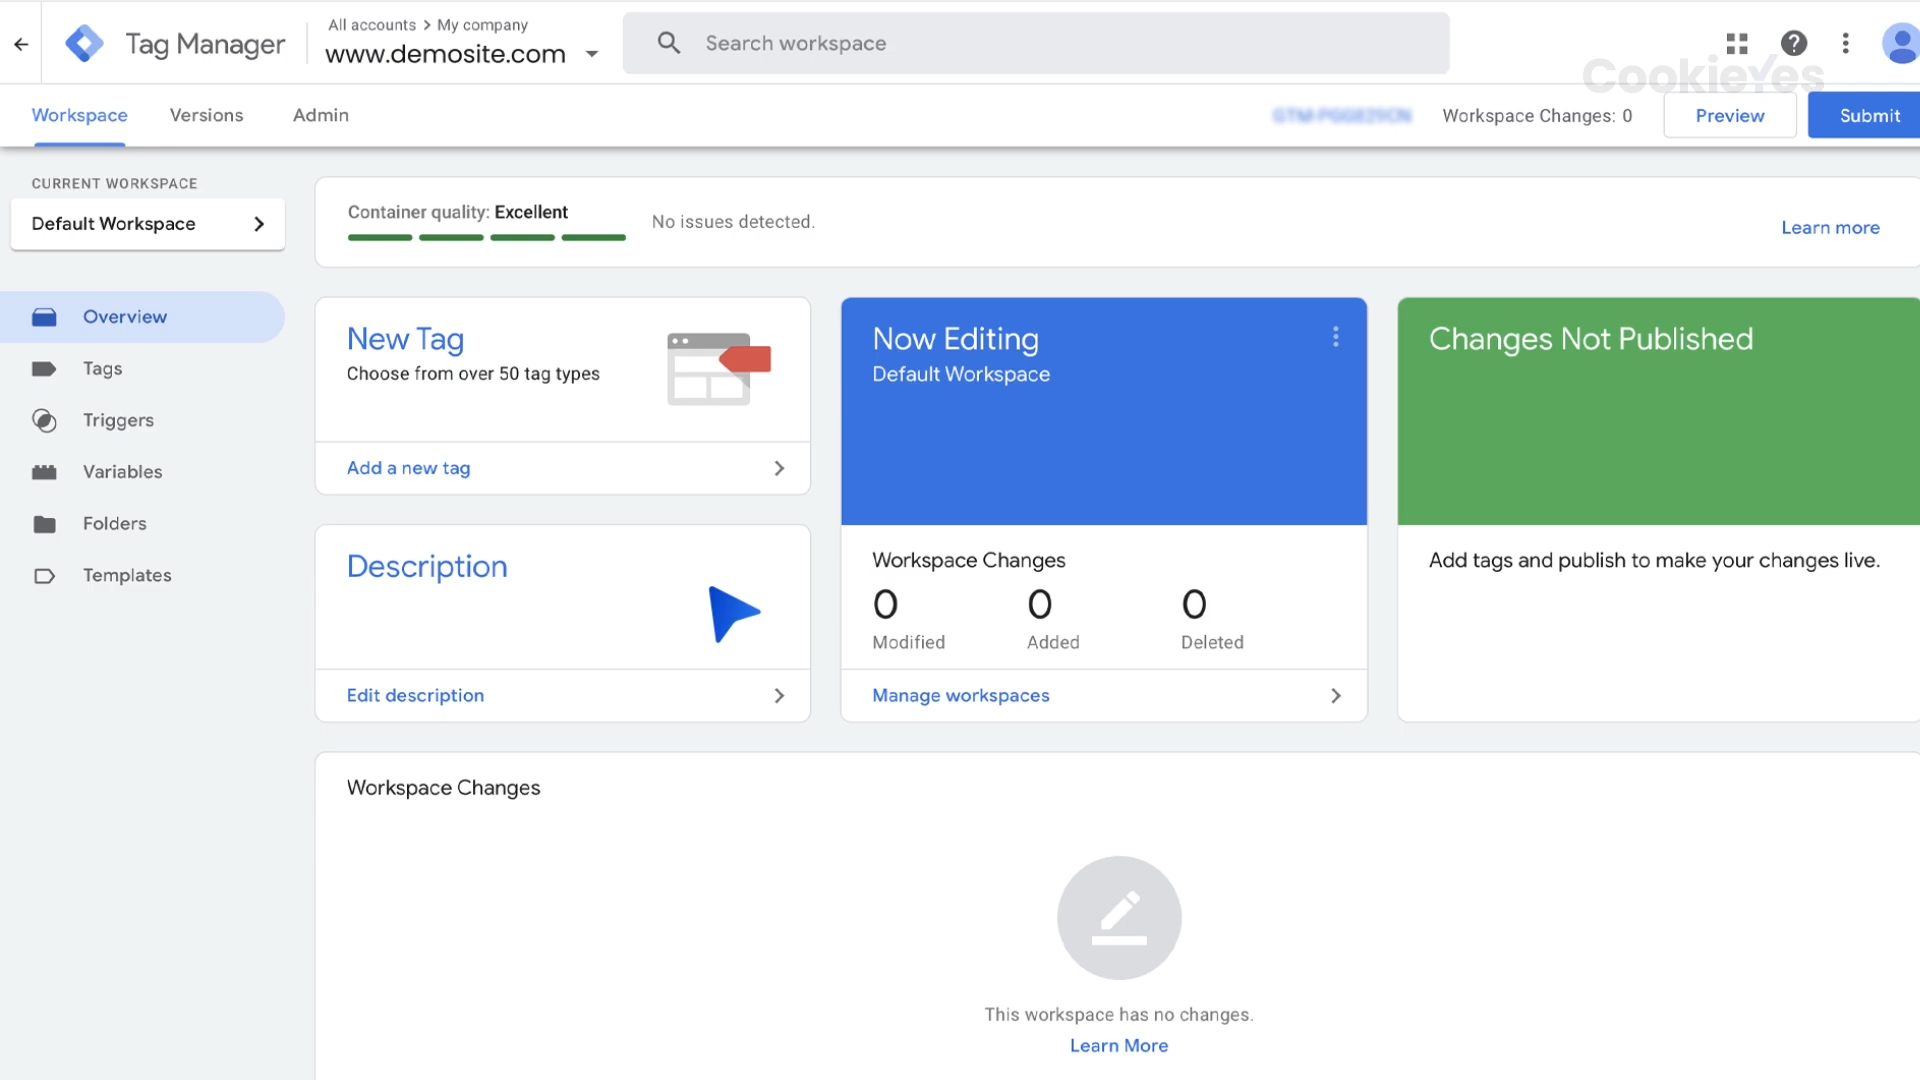 Tag Manager
All accounts > My company
www.demosite.com
Search workspace
CookieYes
Workspace
Versions
Admin
Workspace Changes: 0
Preview
Submit
CURRENT WORKSPACE
Default Workspace
Overview
Tags
Triggers
Variables
Folders
Templates
Container quality: Excellent
No issues detected.
Learn more
New Tag
Choose from over 50 tag types
Add a new tag
Description
Edit description
Now Editing
Default Workspace
Workspace Changes
0 0 0
Modified Added Deleted
Manage workspaces
Changes Not Published
Add tags and publish to make your changes live.
Workspace Changes
This workspace has no changes.
Learn More